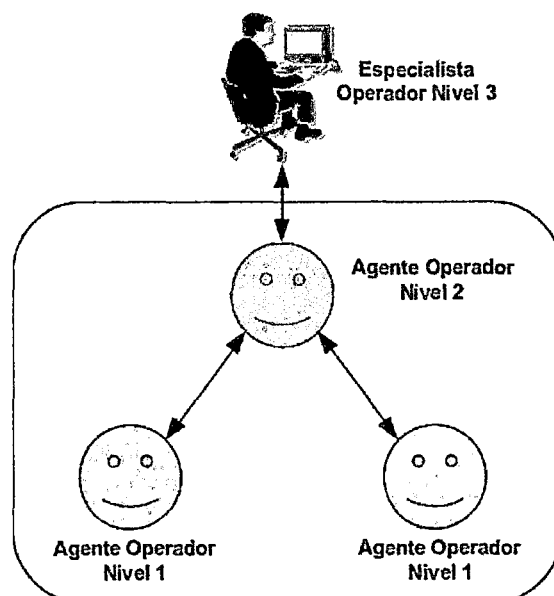 Especialista
Operador Nivel 3
Agente Operador
Nivel 2
Agente Operador
Nivel 1
Agente Operador
Nivel 1